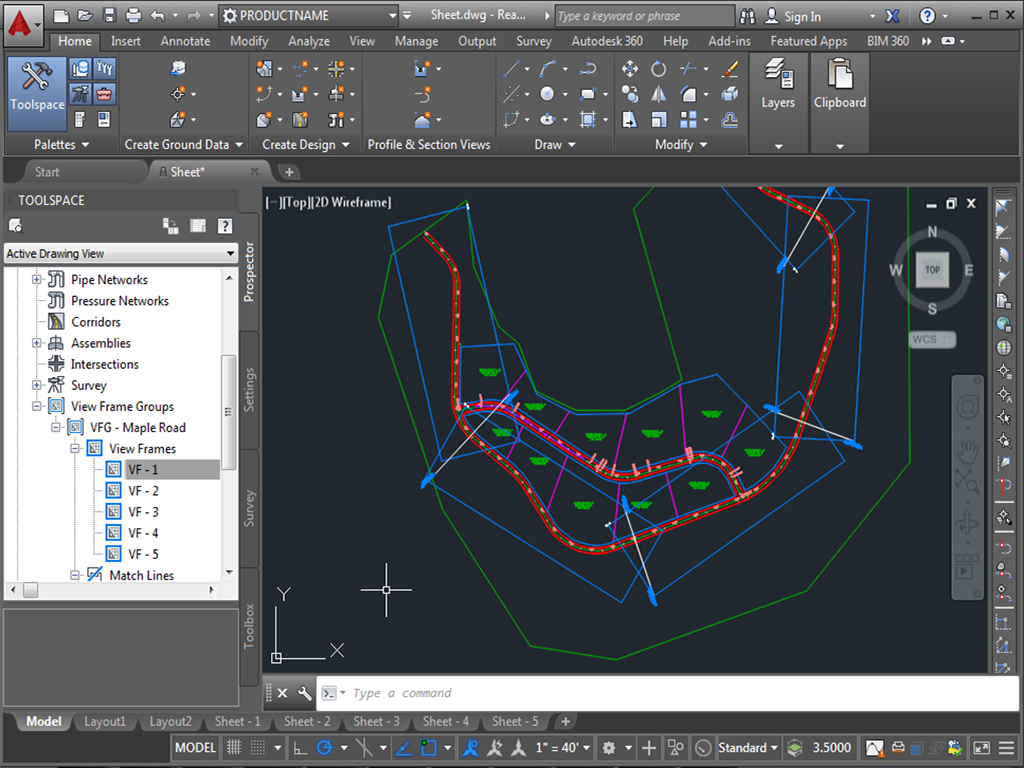 PRODUCTNAME Sheet.dwg - Rea... Type a keyword or phrase Sign In
Home Insert Annotate Modify Analyze View Manage Output Survey Autodesk 360 Help Add-ins Featured Apps BIM 360
Toolspace Layers Clipboard
Palettes Create Ground Data Create Design Profile & Section Views Draw Modify
Start Sheet*
TOOLSPACE
Active Drawing View
Prospector
Settings
Survey
Toolbox
Pipe Networks
Pressure Networks
Corridors
Assemblies
Intersections
Survey
View Frame Groups
VFG - Maple Road
View Frames
VF - 1
VF - 2
VF - 3
VF - 4
VF - 5
Match Lines
[−][Top][2D Wireframe]
N
W TOP E
S
WCS
Y
X
Type a command
Model Layout1 Layout2 Sheet - 1 Sheet - 2 Sheet - 3 Sheet - 4 Sheet - 5
MODEL 1" = 40' Standard 3.5000